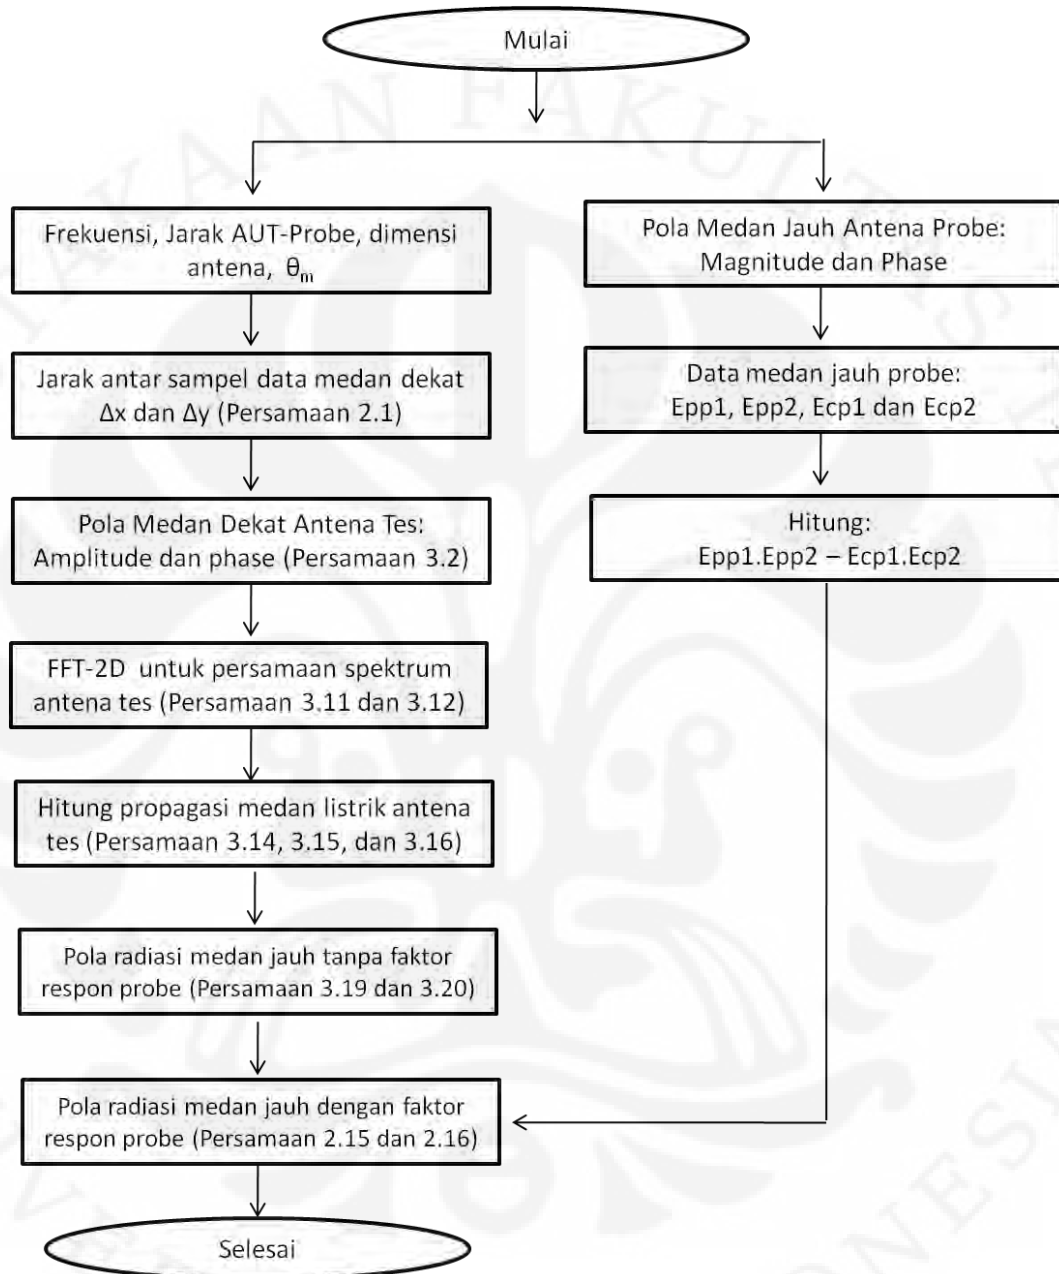 Mulai
Frekuensi, Jarak AUT-Probe, dimensi
antena, θm
Jarak antar sampel data medan dekat
Δx dan Δy (Persamaan 2.1)
Pola Medan Dekat Antena Tes:
Amplitude dan phase (Persamaan 3.2)
FFT-2D untuk persamaan spektrum
antena tes (Persamaan 3.11 dan 3.12)
Hitung propagasi medan listrik antena
tes (Persamaan 3.14, 3.15, dan 3.16)
Pola radiasi medan jauh tanpa faktor
respon probe (Persamaan 3.19 dan 3.20)
Pola radiasi medan jauh dengan faktor
respon probe (Persamaan 2.15 dan 2.16)
Selesai
Pola Medan Jauh Antena Probe:
Magnitude dan Phase
Data medan jauh probe:
Epp1, Epp2, Ecp1 dan Ecp2
Hitung:
Epp1.Epp2 – Ecp1.Ecp2